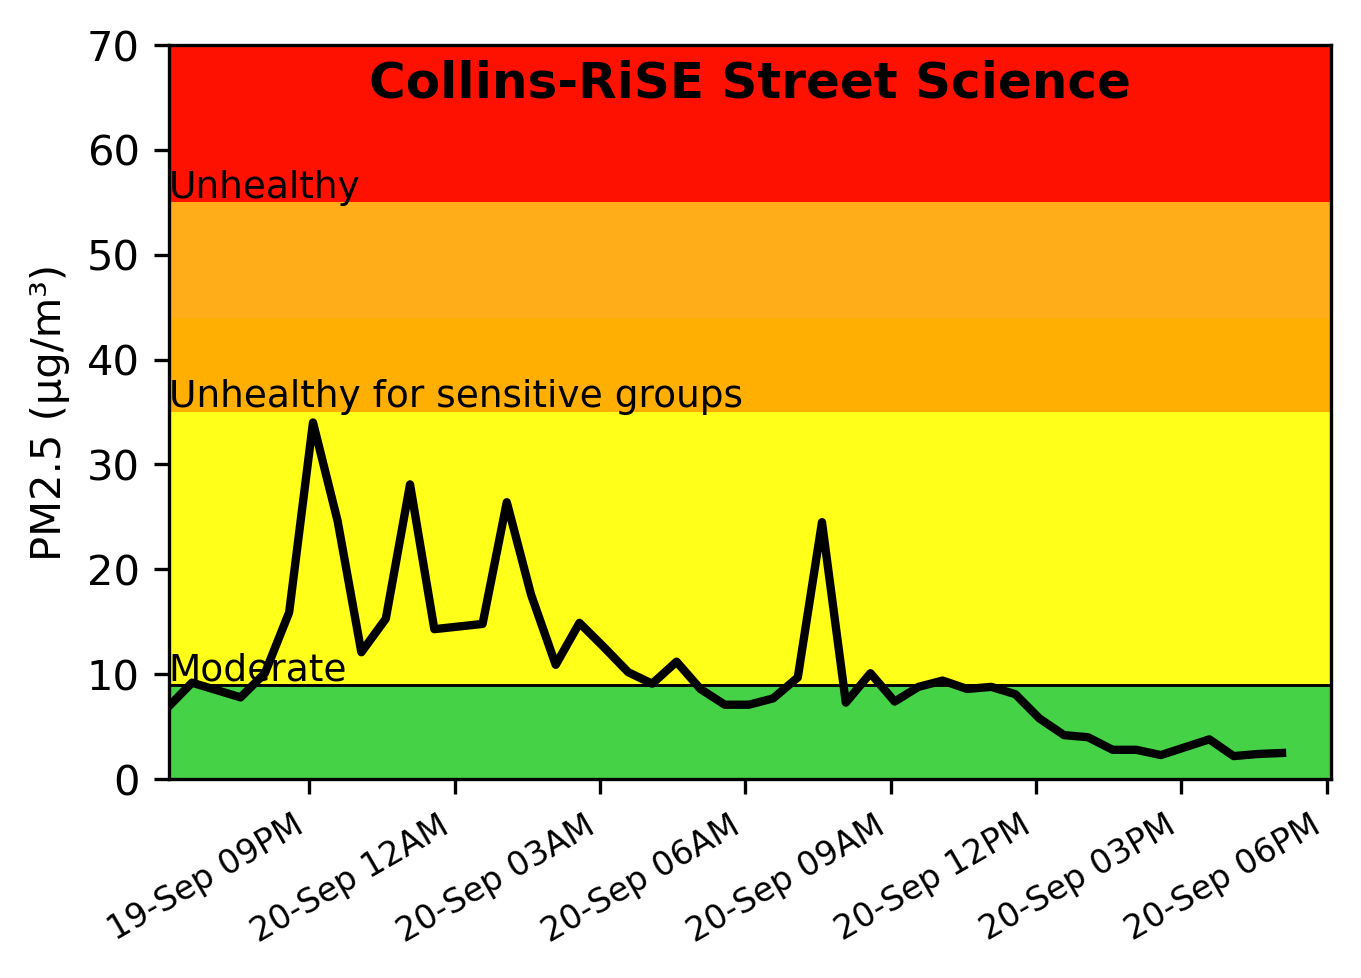 Collins-RiSE Street Science
70
60
Unhealthy
50
40
Unhealthy for sensitive groups
30
20
Moderate
10
0
PM2.5 (μg/m³)
19-Sep 09PM
20-Sep 12AM
20-Sep 03AM
20-Sep 06AM
20-Sep 09AM
20-Sep 12PM
20-Sep 03PM
20-Sep 06PM